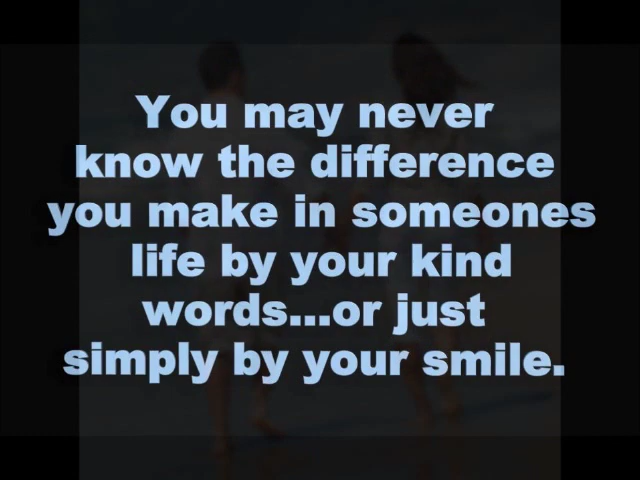 You may never
know the difference
you make in someones
life by your kind
words...or just
simply by your smile.